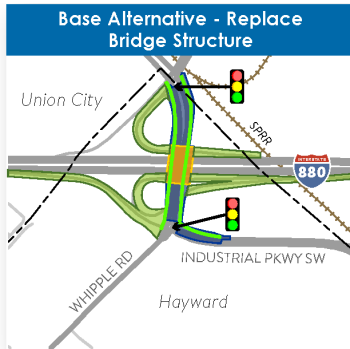 Base Alternative - Replace
Bridge Structure
Union City
SPRR
INTERSTATE
880
INDUSTRIAL PKWY SW
WHIPPLE RD
Hayward